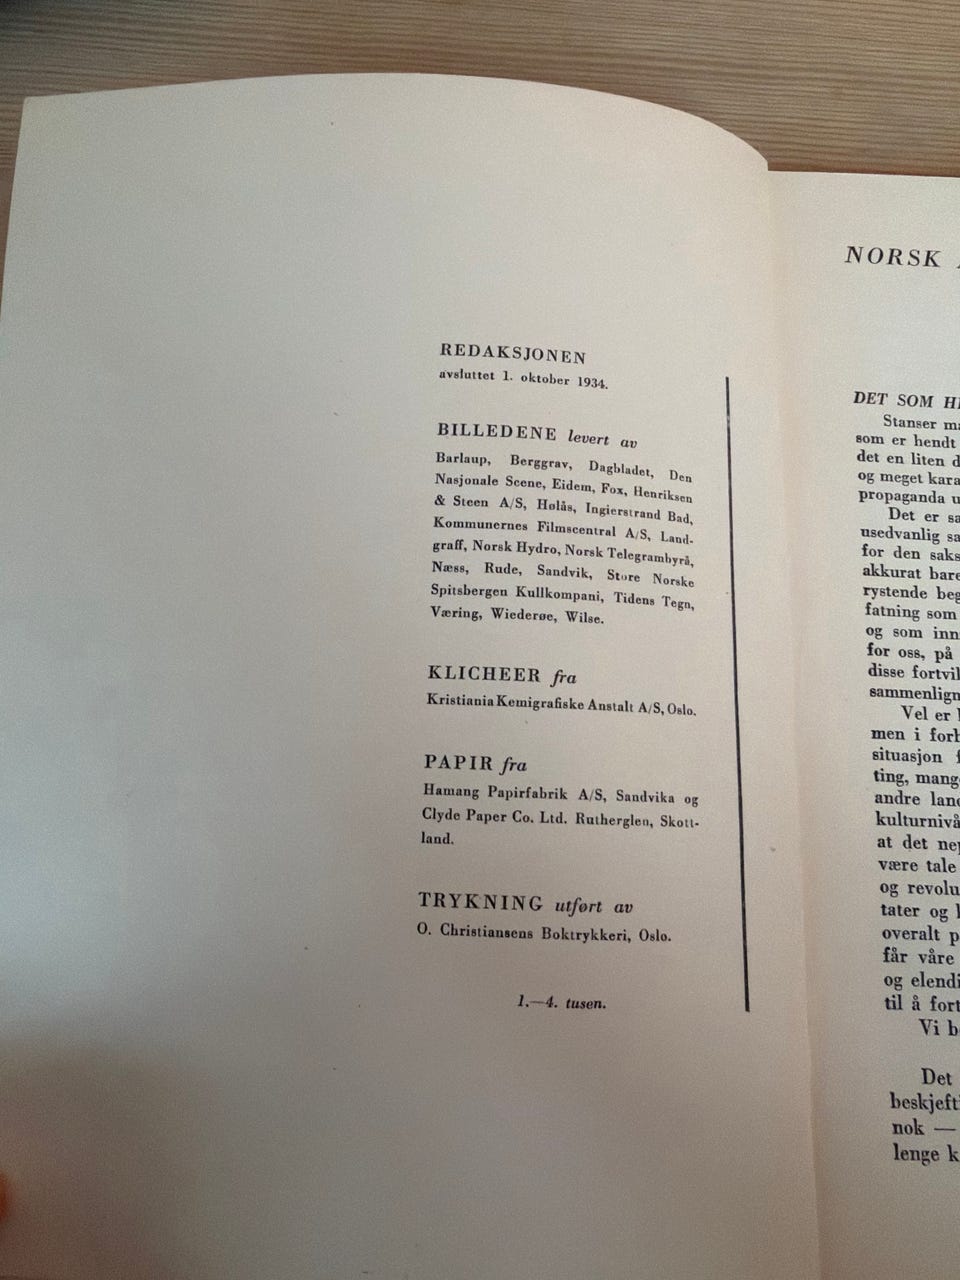 REDAKSJONEN
avsluttet 1. oktober 1934.
BILLEDENE levert av
Barlaup, Berggrav, Dagbladet, Den
Nasjonale Scene, Eidem, Fox, Henriksen
& Steen A/S, Hølås, Ingierstrand Bad,
Kommunernes Filmscentral A/S, Land-
graff, Norsk Hydro, Norsk Telegrambyrå,
Næss, Rude, Sandvik, Store Norske
Spitsbergen Kullkompani, Tidens Tegn,
Væring, Wiederøe, Wilse.
KLICHEER fra
Kristiania Kemigrafiske Anstalt A/S, Oslo.
PAPIR fra
Hamang Papirfabrik A/S, Sandvika og
Clyde Paper Co. Ltd. Rutherglen, Skott-
land.
TRYKNING utført av
O. Christiansens Boktrykkeri, Oslo.
1.—4. tusen.
NORSK
DET SOM
Stanser
som er hendt
det en liten
og meget
propaganda
Det er
usedvanlig
for den
akkurat
rystende
fatning som
og som
for oss, på
disse
Vel er
men i
situasjon
ting,
andre
at det
være tale
og
tater og
overalt
får våre
og
til å
Vi
Det
nok —
lenge